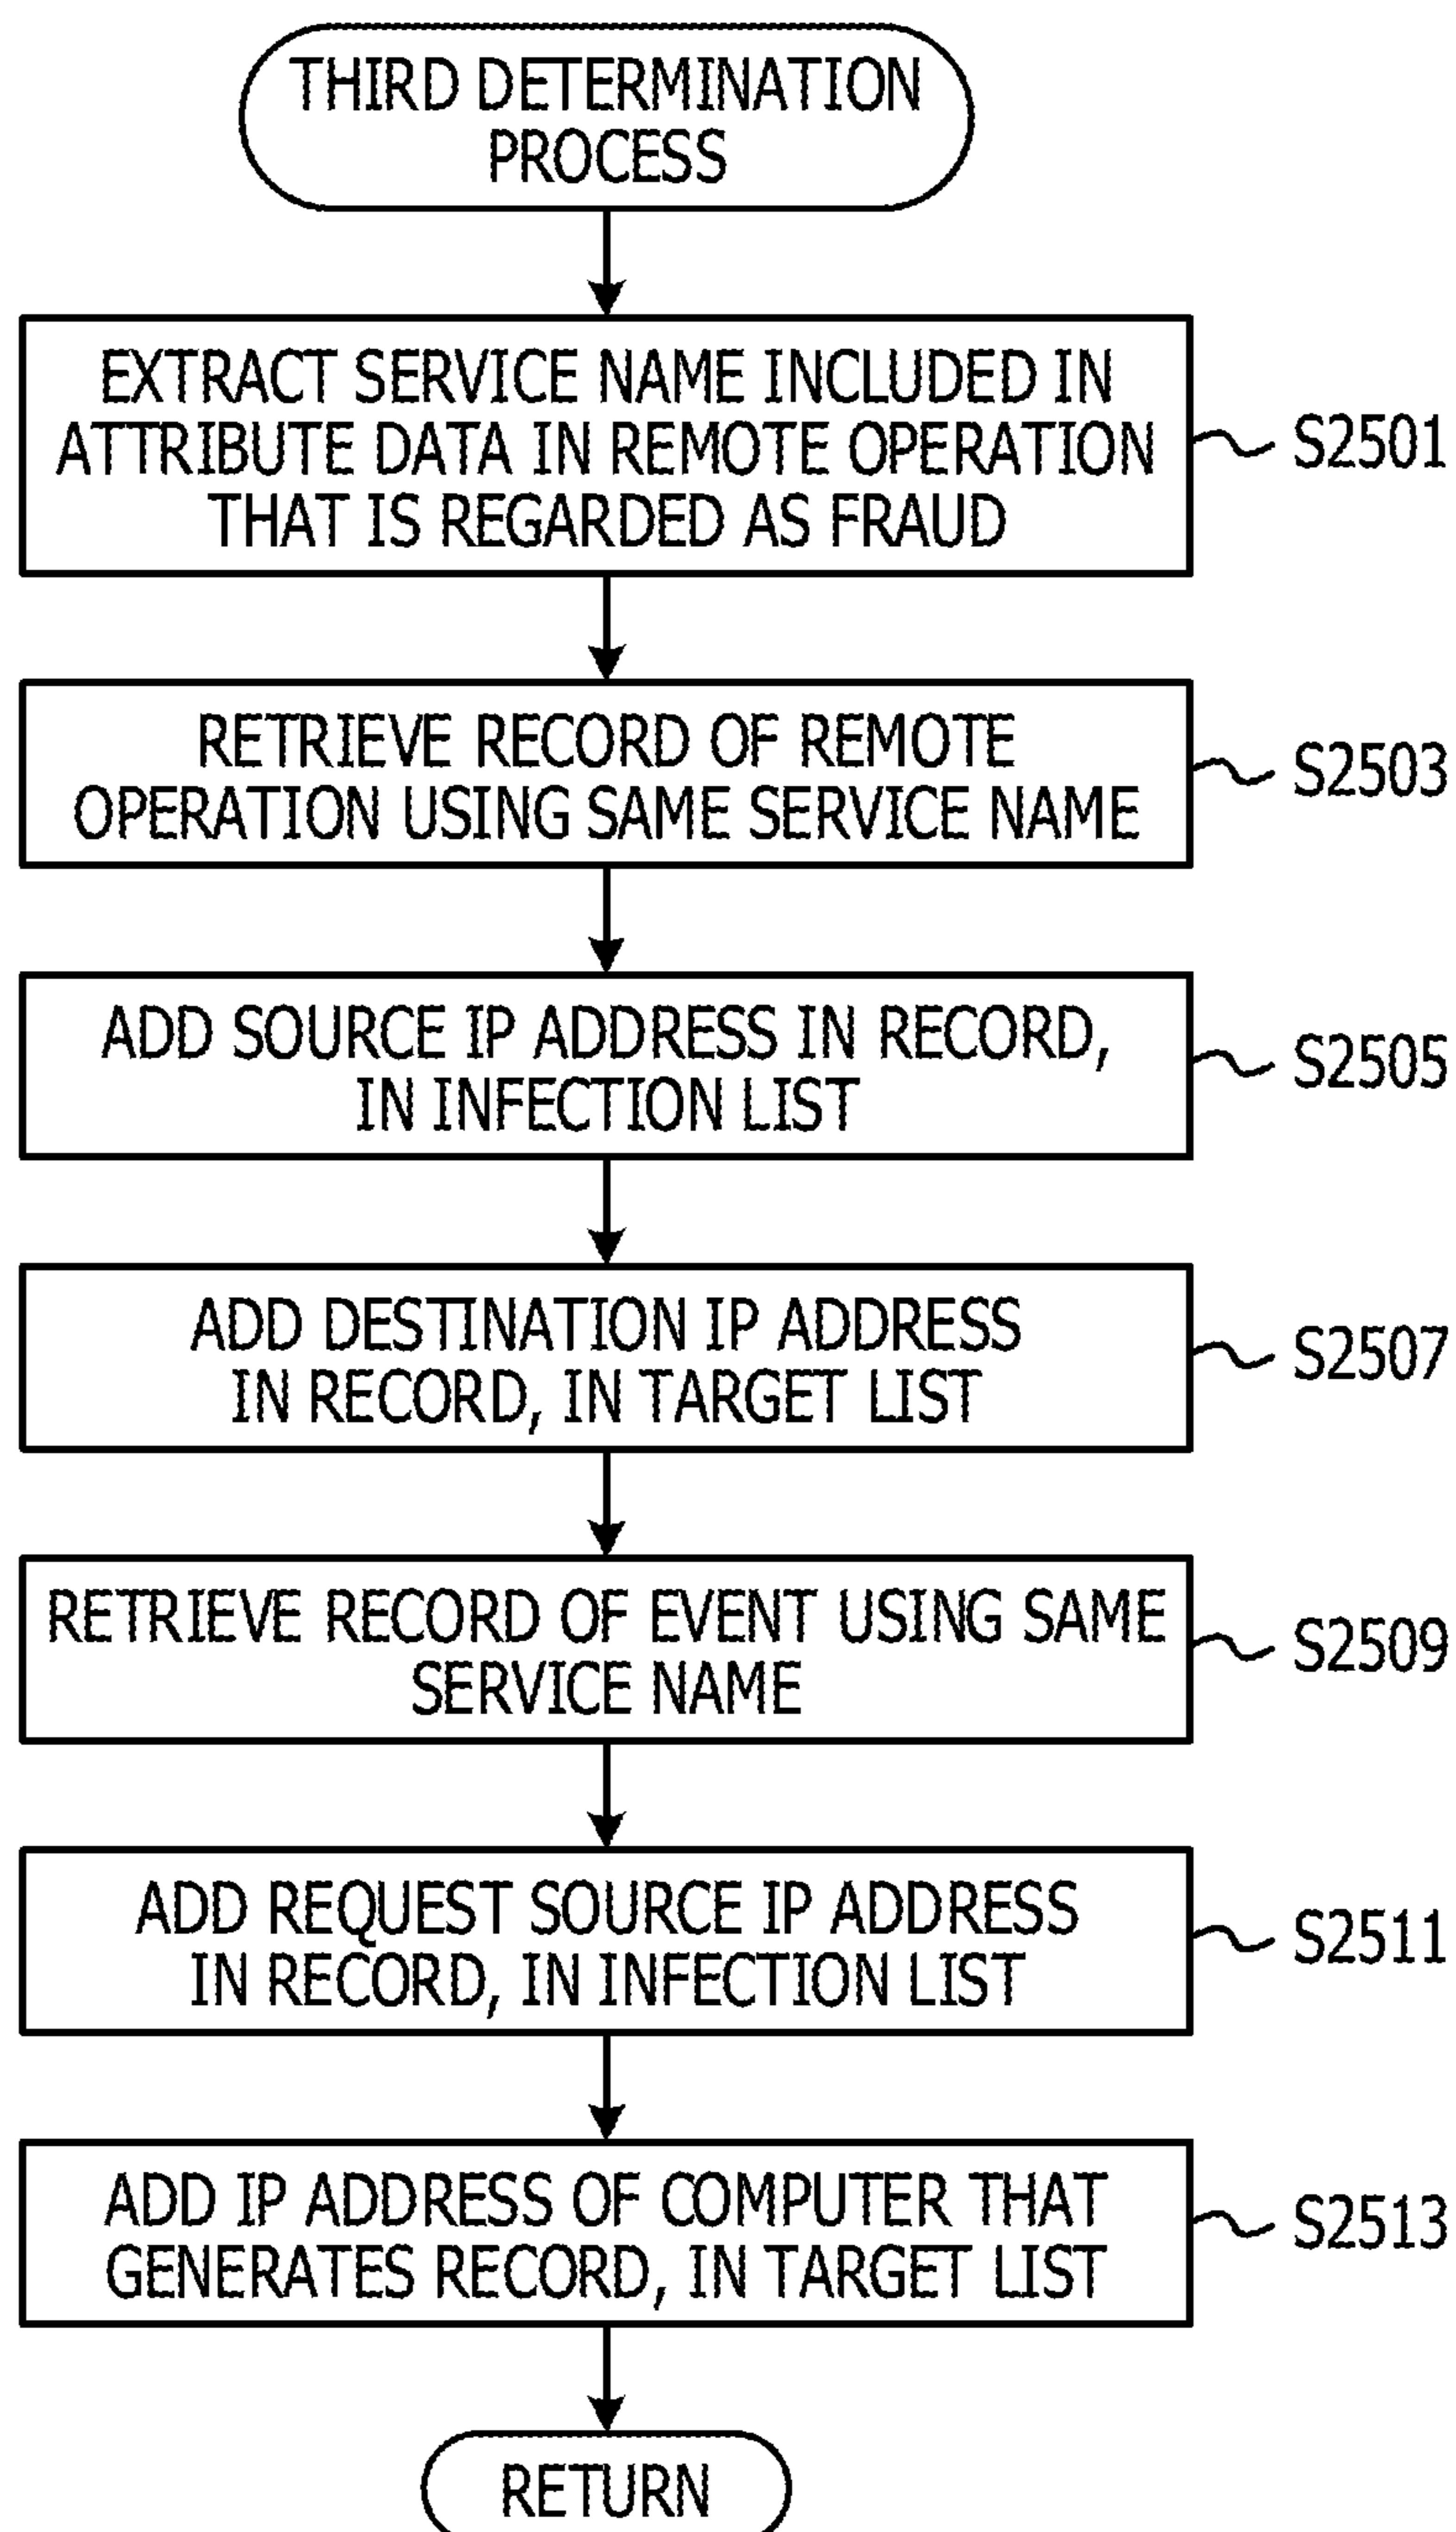 THIRD DETERMINATION
PROCESS
EXTRACT SERVICE NAME INCLUDED IN
ATTRIBUTE DATA IN REMOTE OPERATION
THAT IS REGARDED AS FRAUD
S2501
RETRIEVE RECORD OF REMOTE
OPERATION USING SAME SERVICE NAME
S2503
ADD SOURCE IP ADDRESS IN RECORD,
IN INFECTION LIST
S2505
ADD DESTINATION IP ADDRESS
IN RECORD, IN TARGET LIST
S2507
RETRIEVE RECORD OF EVENT USING SAME
SERVICE NAME
S2509
ADD REQUEST SOURCE IP ADDRESS
IN RECORD, IN INFECTION LIST
S2511
ADD IP ADDRESS OF COMPUTER THAT
GENERATES RECORD, IN TARGET LIST
S2513
RETURN